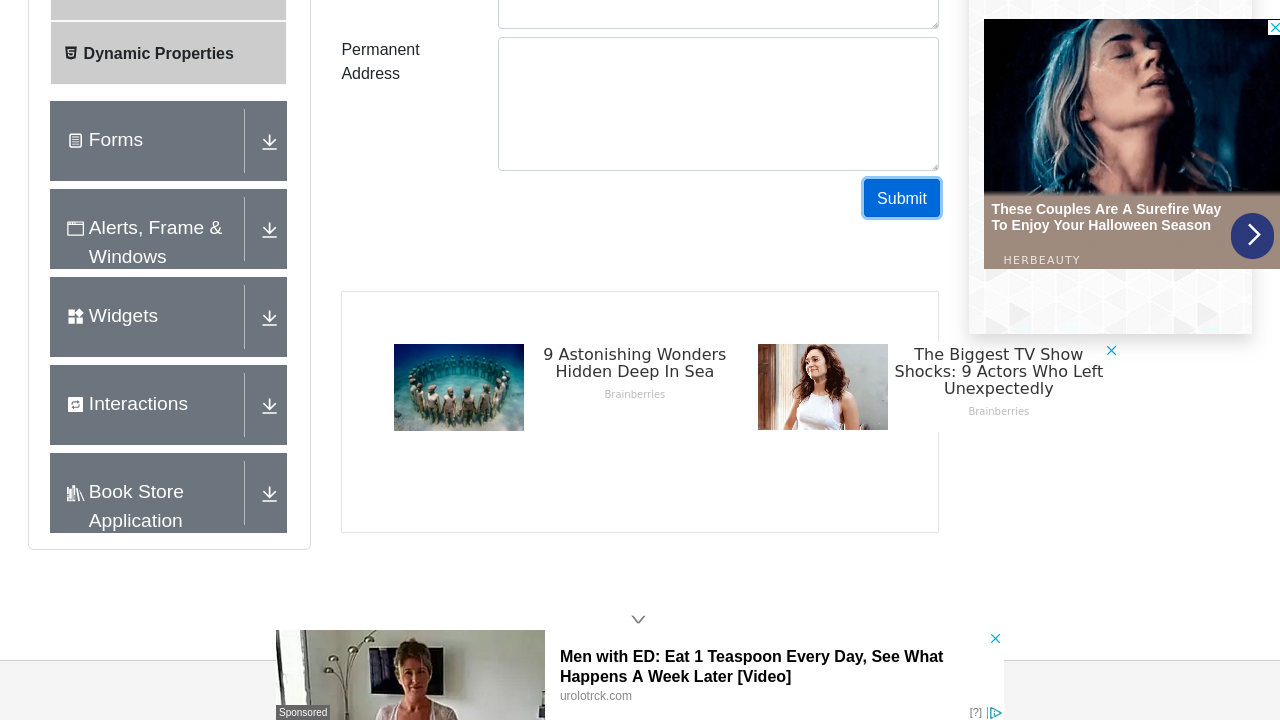 Dynamic Properties
Forms
Alerts, Frame &
Windows
Widgets
Interactions
Book Store
Application
Permanent
Address
Submit
9 Astonishing Wonders
Hidden Deep In Sea
Brainberries
The Biggest TV Show
Shocks: 9 Actors Who Left
Unexpectedly
Brainberries
These Couples Are A Surefire Way
To Enjoy Your Halloween Season
HERBEAUTY
Men with ED: Eat 1 Teaspoon Every Day, See What
Happens A Week Later [Video]
urolotrck.com
Sponsored
[?]